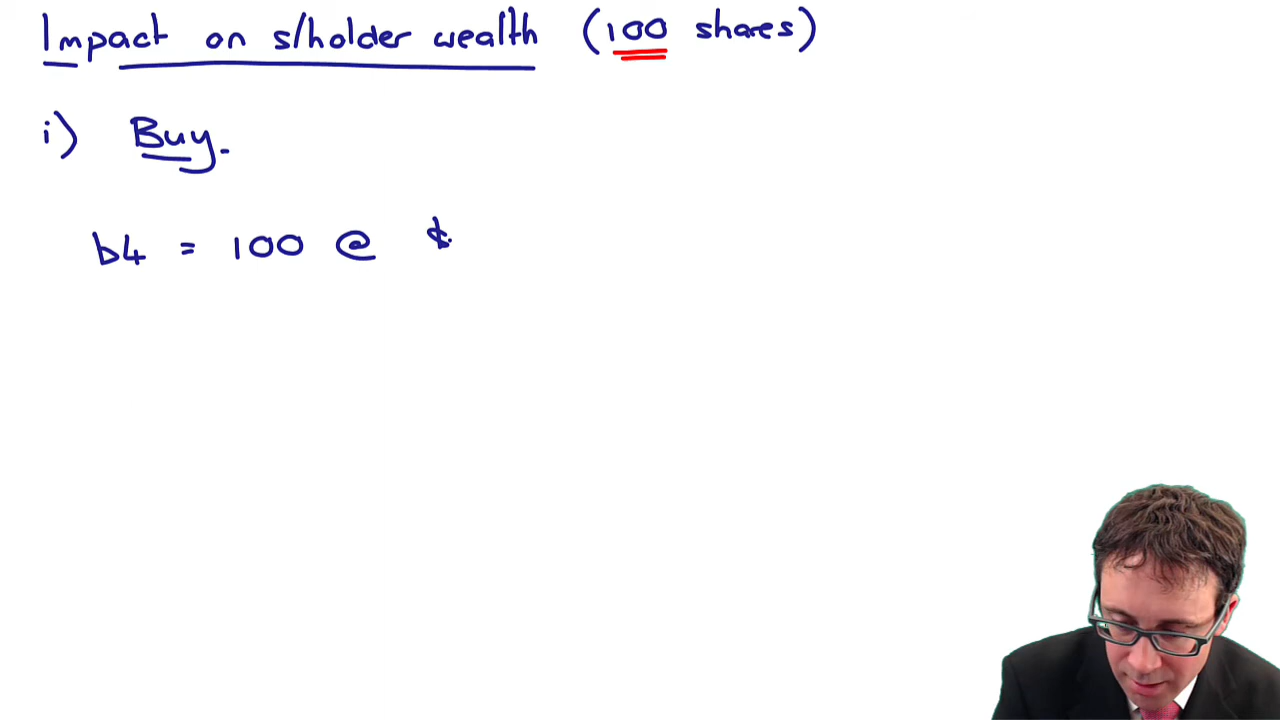 Impact on s/holder wealth (100 shares)
i) Buy.
b4 = 100 @ $